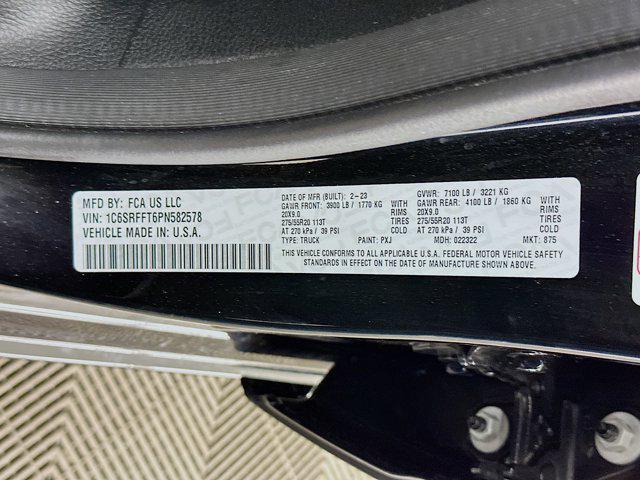 MFD BY: FCA US LLC
VIN: 1C6SRFFT6PN582578
VEHICLE MADE IN U.S.A.
DATE OF MFR (BUILT): 2-23
GAWR FRONT: 3900 LB / 1770 KG WITH
20X9.0 RIMS
275/55R20 113T TIRES
AT 270 kPa / 39 PSI COLD
GVWR: 7100 LB / 3221 KG
GAWR REAR: 4100 LB / 1860 KG WITH
20X9.0 RIMS
275/55R20 113T TIRES
AT 270 kPa / 39 PSI COLD
TYPE: TRUCK PAINT: PXJ MDH: 022322 MKT: 875
THIS VEHICLE CONFORMS TO ALL APPLICABLE U.S.A. FEDERAL MOTOR VEHICLE SAFETY
STANDARDS IN EFFECT ON THE DATE OF MANUFACTURE SHOWN ABOVE.